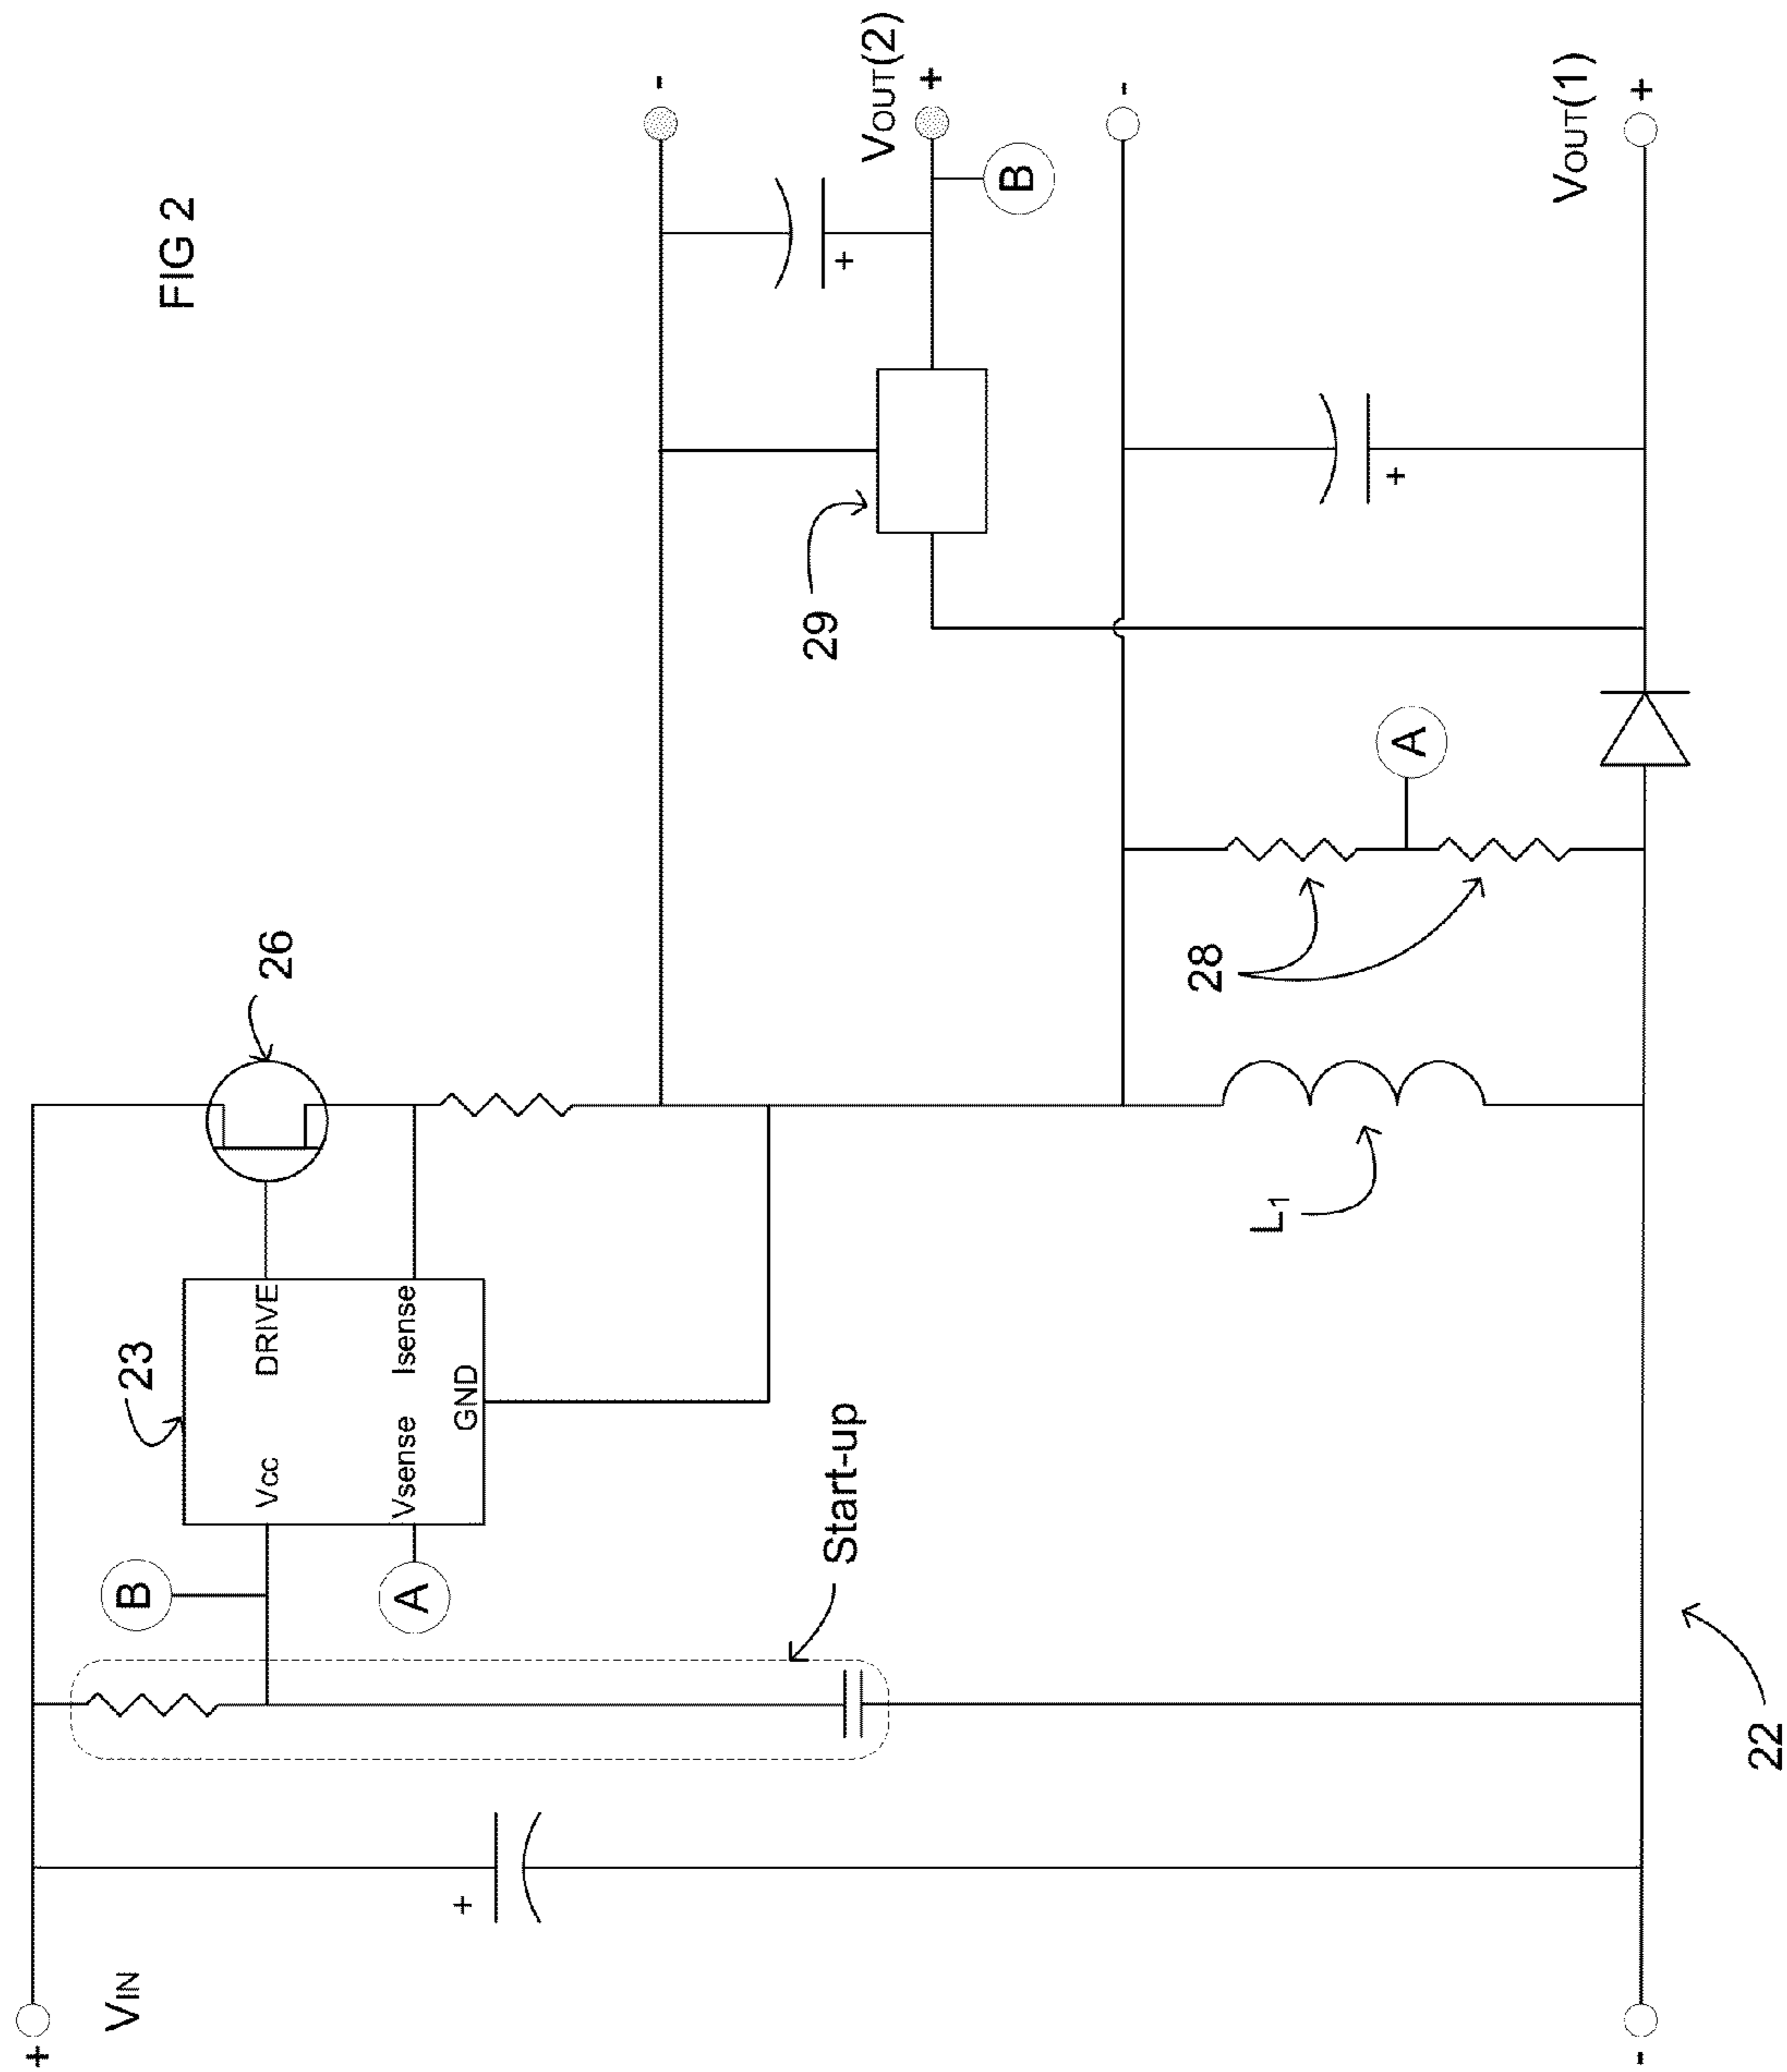 FIG 2
+
VIN
-
B
A
23
Vcc
DRIVE
Vsense
Isense
GND
26
Start-up
+
L1
22
28
A
29
+
B
-
VOUT(2)
+
-
+
VOUT(1)
+